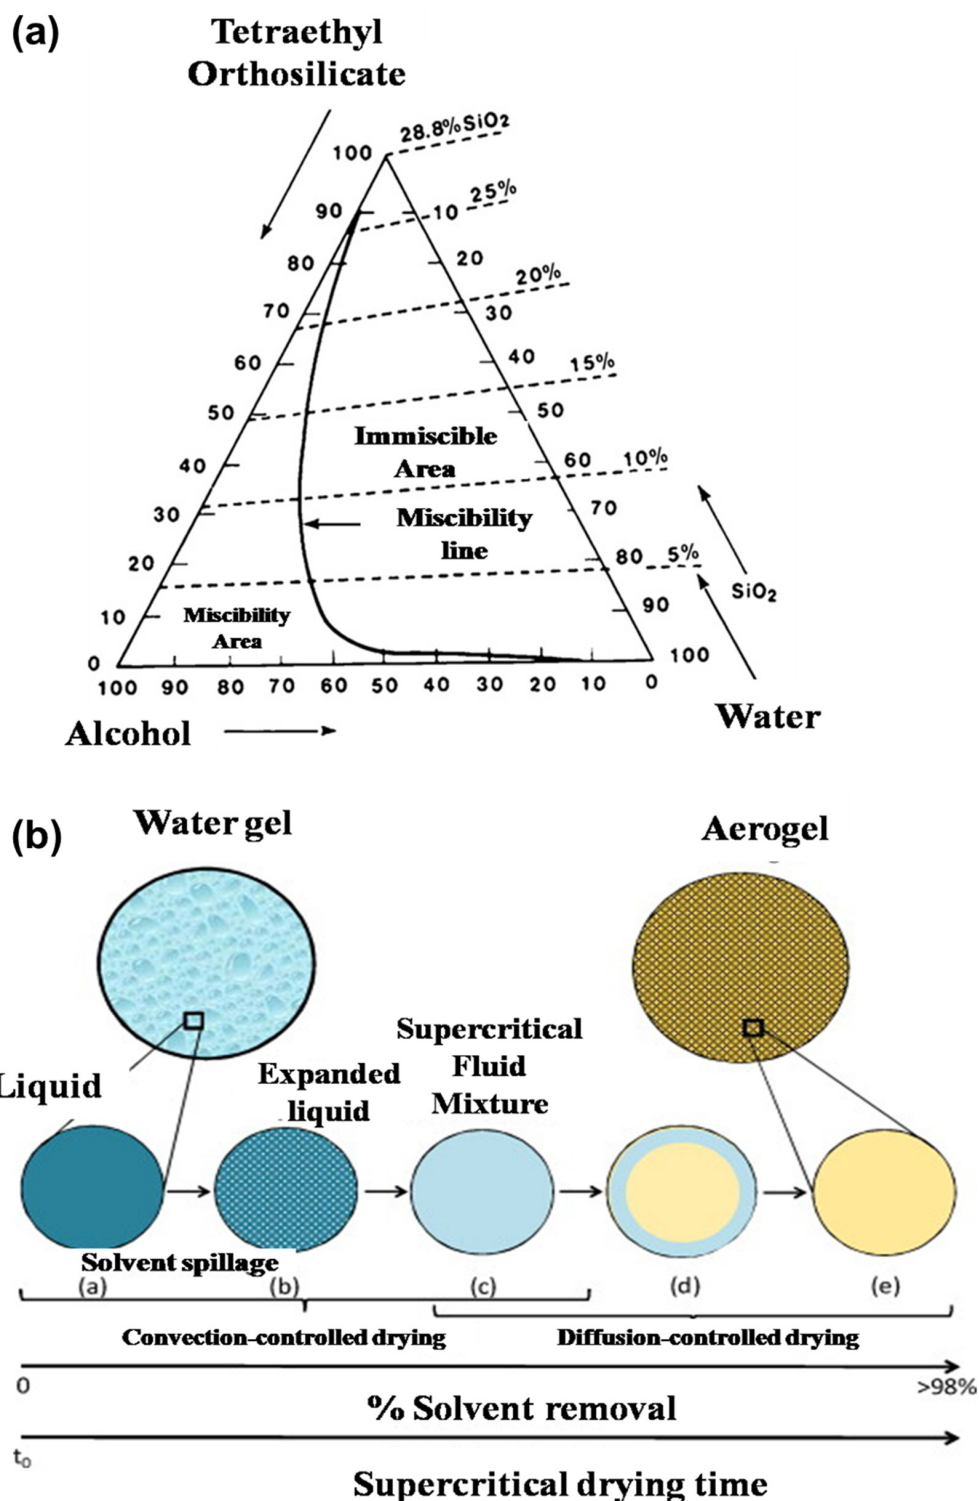 (a)
Tetraethyl
Orthosilicate
28.8% SiO2
100
25%
90
10
80
20
20%
70
30
60
40
15%
50
50
Immiscible
Area
40
60
10%
30
Miscibility
line
70
20
80
5%
SiO2
10
Miscibility
Area
90
0
100
100 90 80 70 60 50 40 30 20 10 0
Alcohol
Water
(b)
Water gel
Aerogel
Supercritical
Fluid
Mixture
Liquid
Expanded
liquid
Solvent spillage
(a) (b) (c) (d) (e)
Convection-controlled drying
Diffusion-controlled drying
0
>98%
% Solvent removal
t0
Supercritical drying time